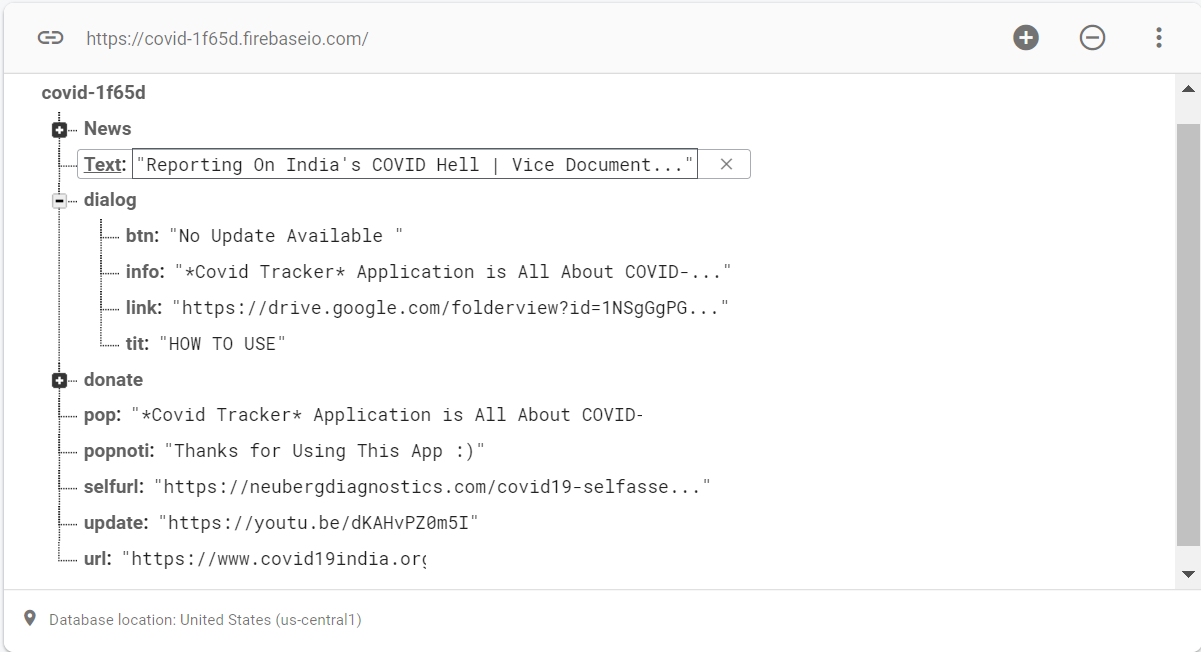 https://covid-1f65d.firebaseio.com/
covid-1f65d
News
Text: "Reporting On India's COVID Hell | Vice Document..."
dialog
btn: "No Update Available "
info: "*Covid Tracker* Application is All About COVID-..."
link: "https://drive.google.com/folderview?id=1NSgGgPG..."
tit: "HOW TO USE"
donate
pop: "*Covid Tracker* Application is All About COVID-
popnoti: "Thanks for Using This App :)"
selfurl: "https://neubergdiagnostics.com/covid19-selfasse..."
update: "https://youtu.be/dKAHvPZ0m5I"
url: "https://www.covid19india.org
Database location: United States (us-central1)